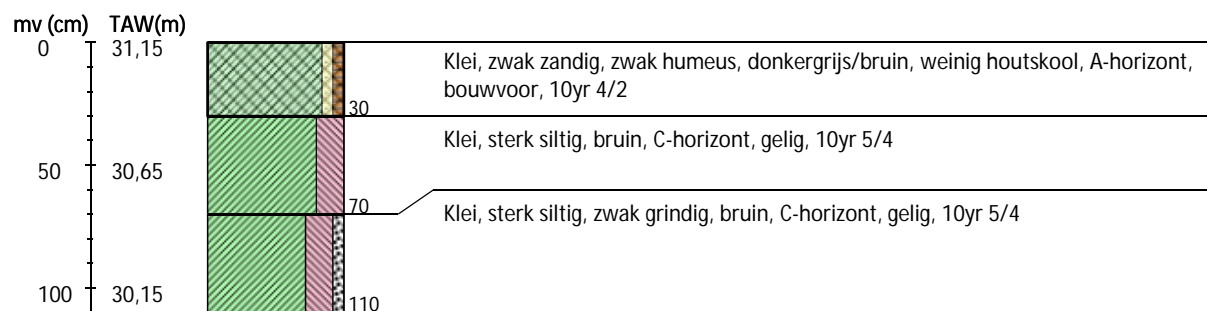 mv (cm) TAW(m)
0 31,15
Klei, zwak zandig, zwak humeus, donkergrijs/bruin, weinig houtskool, A-horizont,
bouwvoor, 10yr 4/2
30
Klei, sterk siltig, bruin, C-horizont, gelig, 10yr 5/4
50 30,65
70
Klei, sterk siltig, zwak grindig, bruin, C-horizont, gelig, 10yr 5/4
100 30,15
110